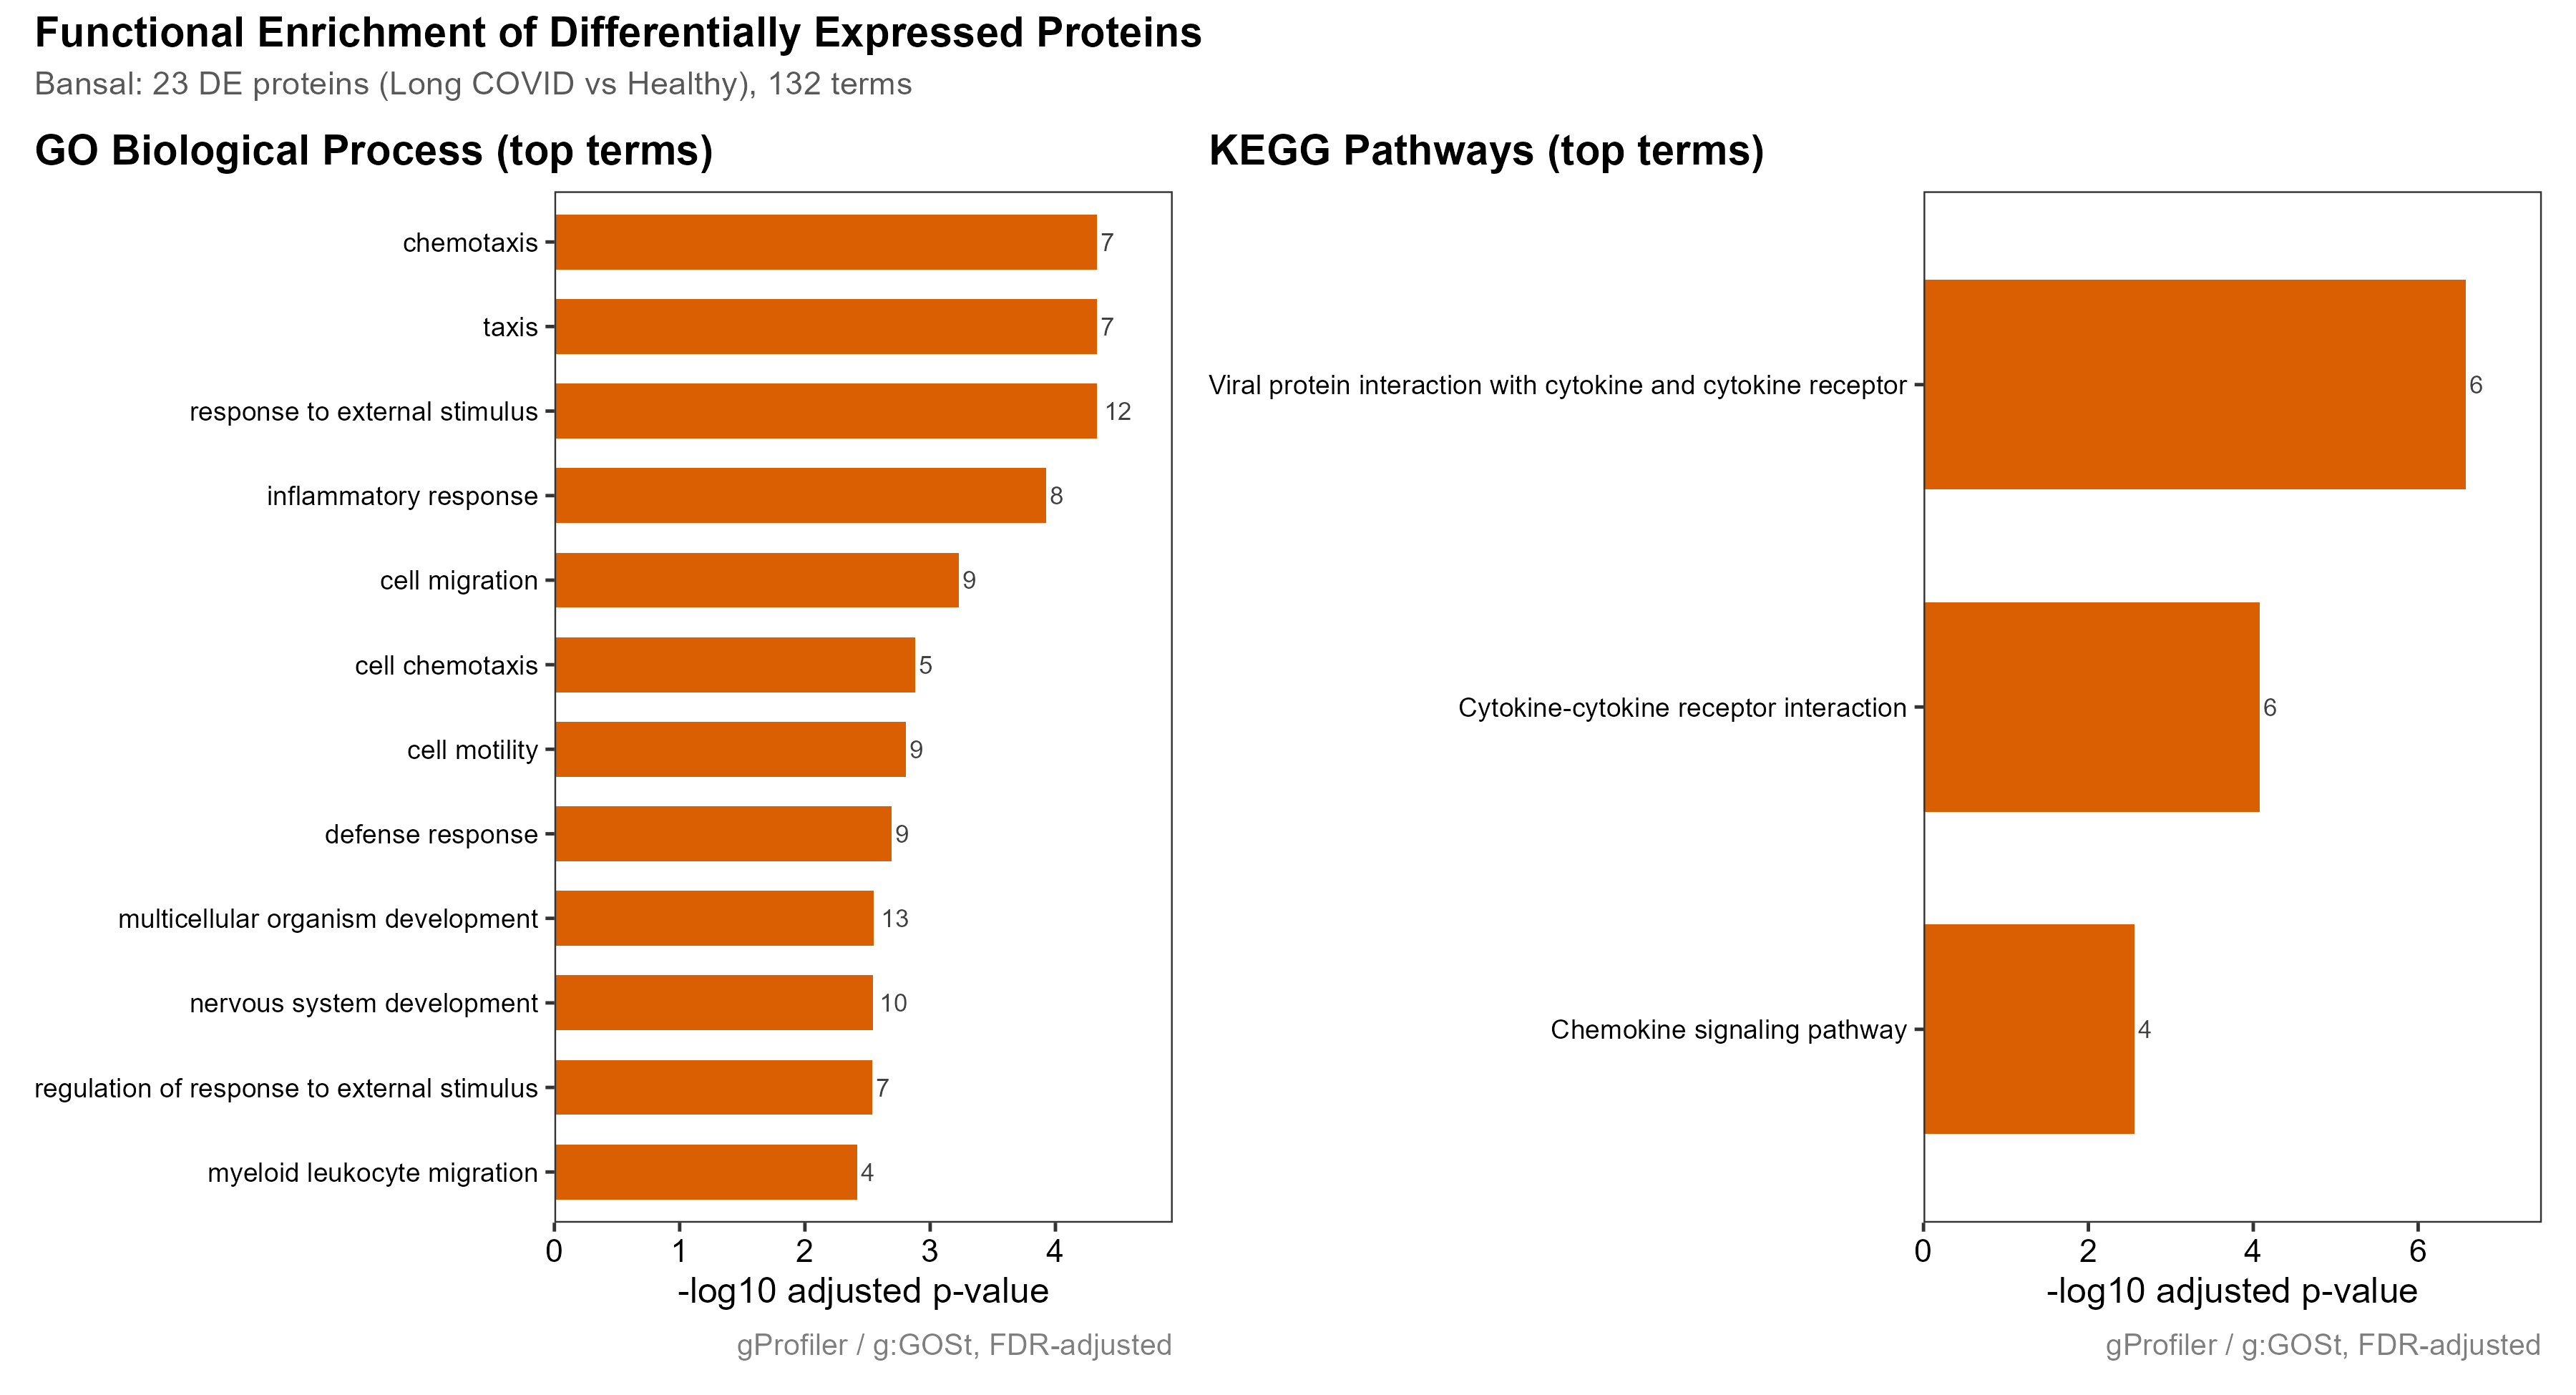 Functional Enrichment of Differentially Expressed Proteins
Bansal: 23 DE proteins (Long COVID vs Healthy), 132 terms
GO Biological Process (top terms)
chemotaxis 7
taxis 7
response to external stimulus 12
inflammatory response 8
cell migration 9
cell chemotaxis 5
cell motility 9
defense response 9
multicellular organism development 13
nervous system development 10
regulation of response to external stimulus 7
myeloid leukocyte migration 4
0 1 2 3 4
-log10 adjusted p-value
gProfiler / g:GOSt, FDR-adjusted
KEGG Pathways (top terms)
Viral protein interaction with cytokine and cytokine receptor 6
Cytokine-cytokine receptor interaction 6
Chemokine signaling pathway 4
0 2 4 6
-log10 adjusted p-value
gProfiler / g:GOSt, FDR-adjusted